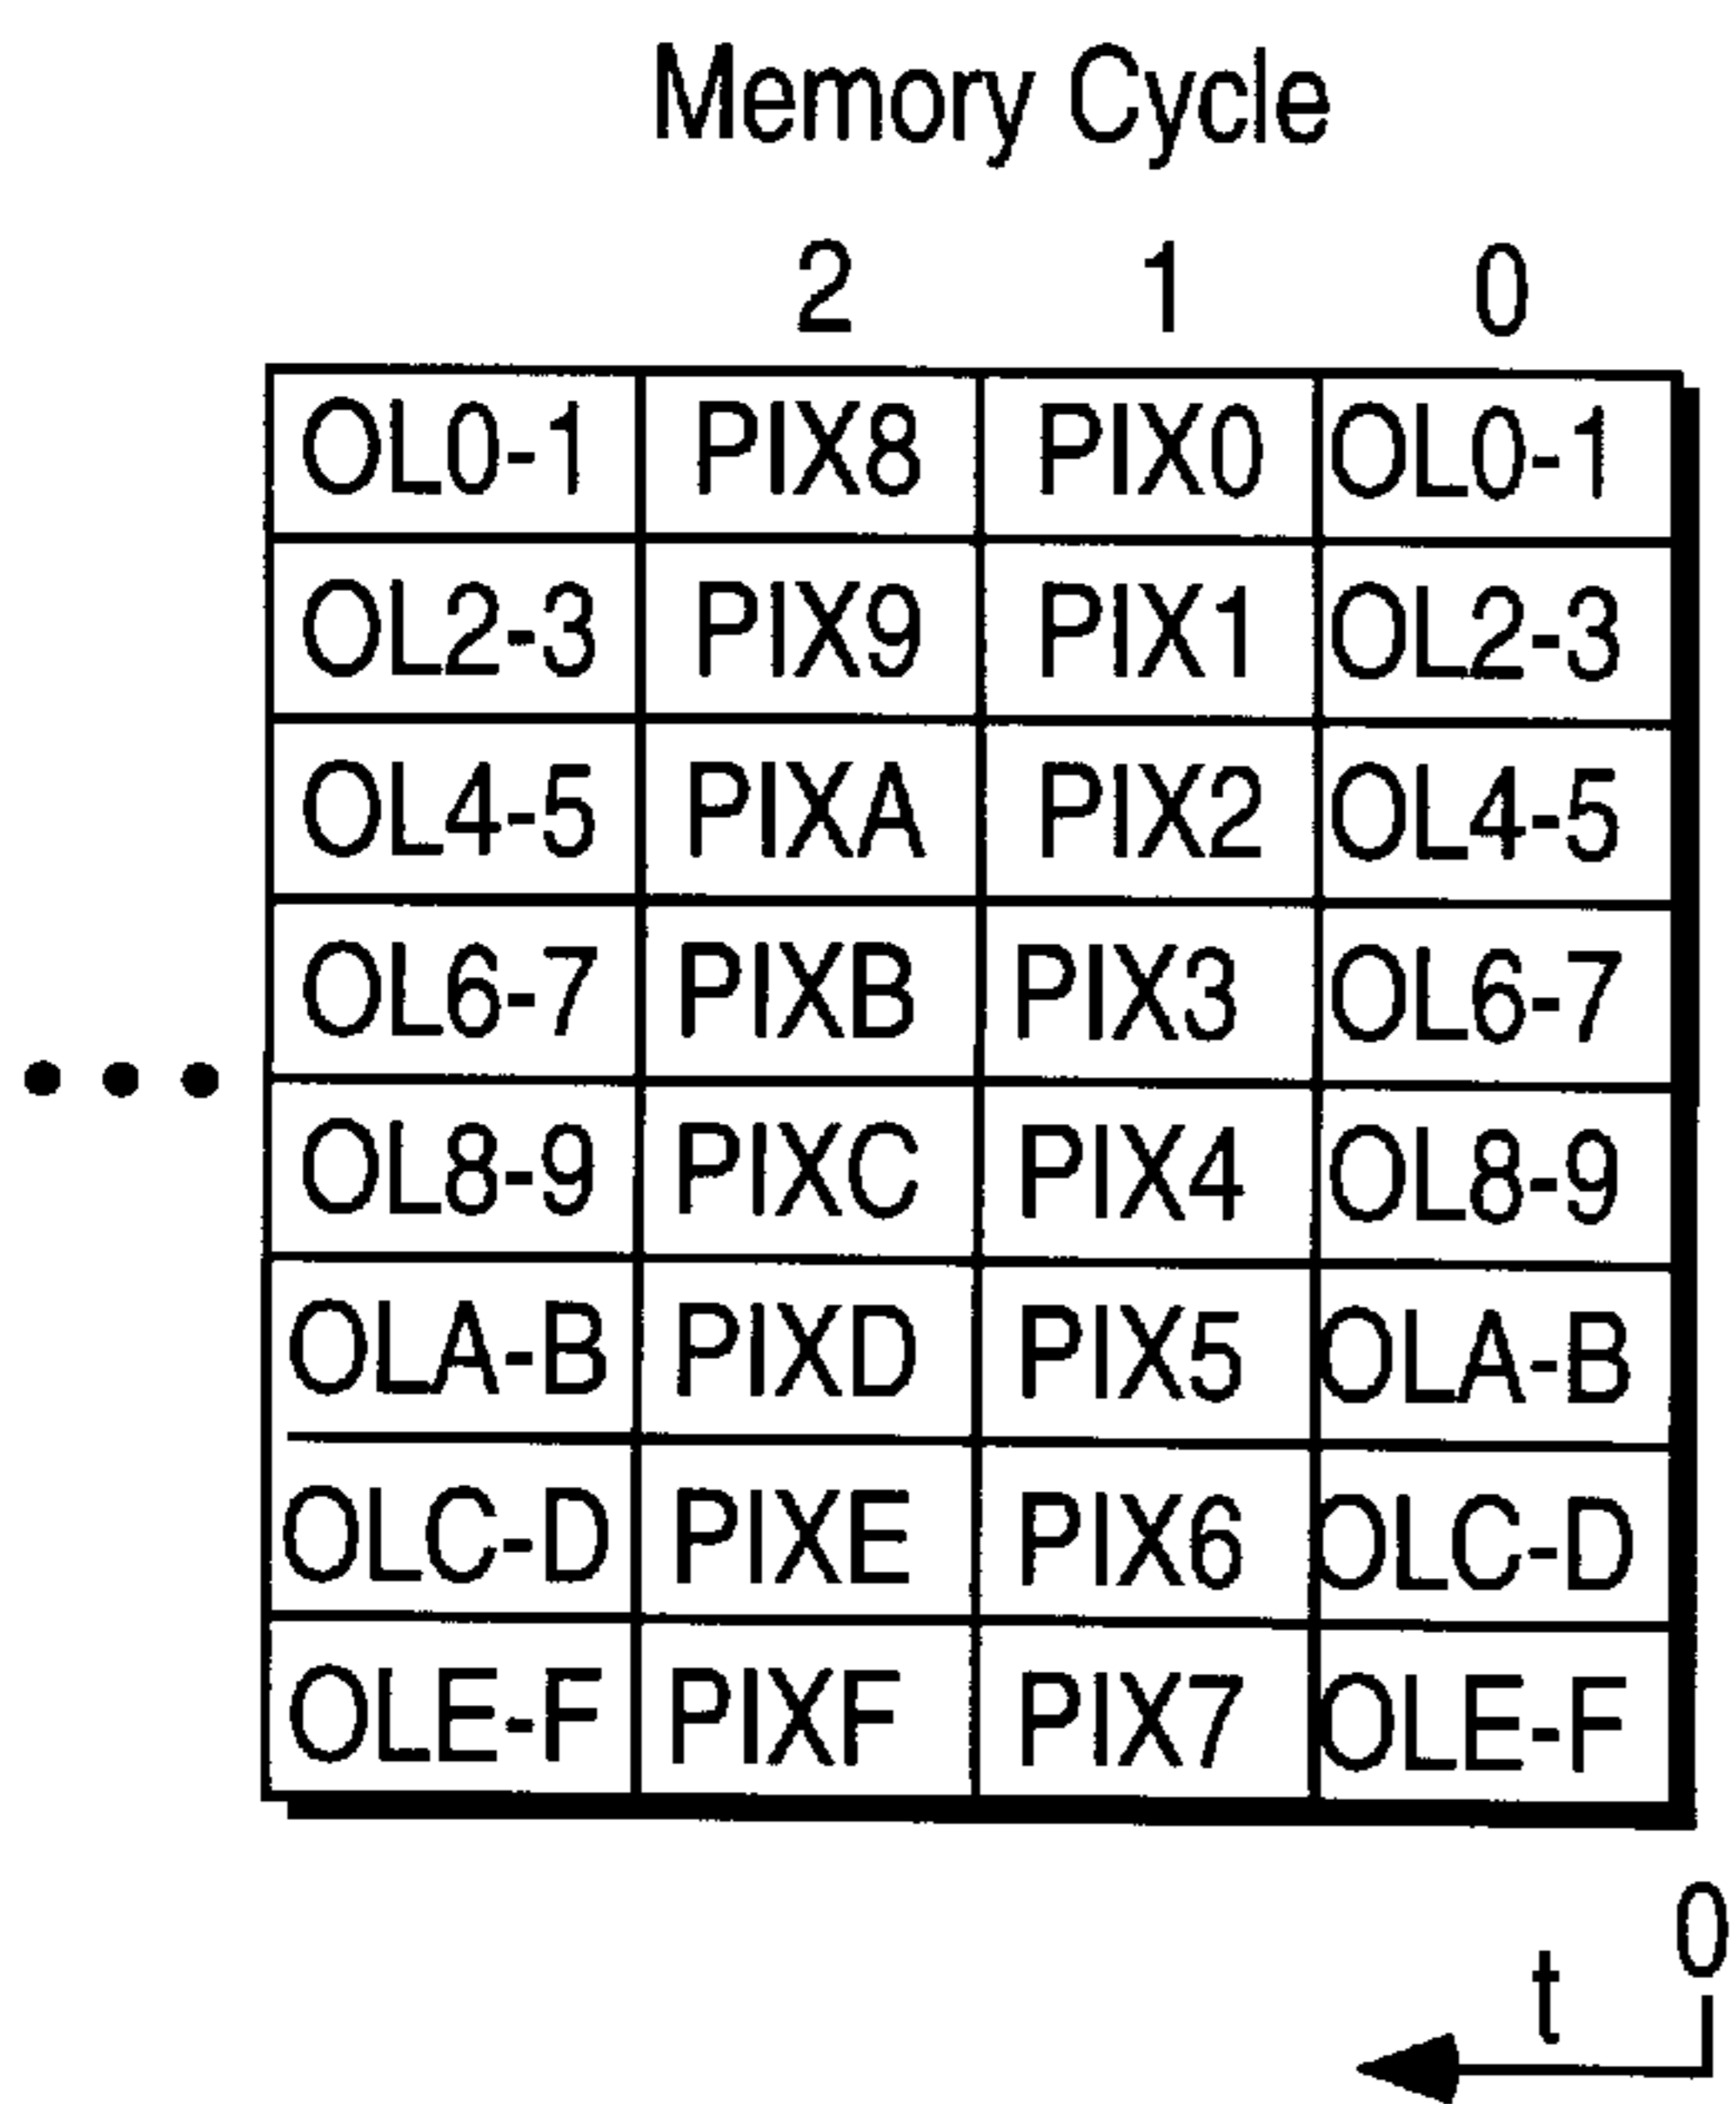 Memory Cycle
2 1 0
OL0-1 PIX8 PIX0 OL0-1
OL2-3 PIX9 PIX1 OL2-3
OL4-5 PIXA PIX2 OL4-5
OL6-7 PIXB PIX3 OL6-7
OL8-9 PIXC PIX4 OL8-9
OLA-B PIXD PIX5 OLA-B
OLC-D PIXE PIX6 OLC-D
OLE-F PIXF PIX7 OLE-F
0
t